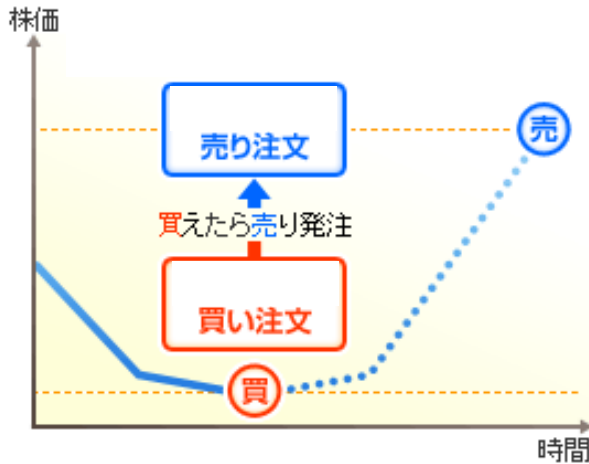 株価
売り注文
売
買えたら売り発注
買い注文
買
時間